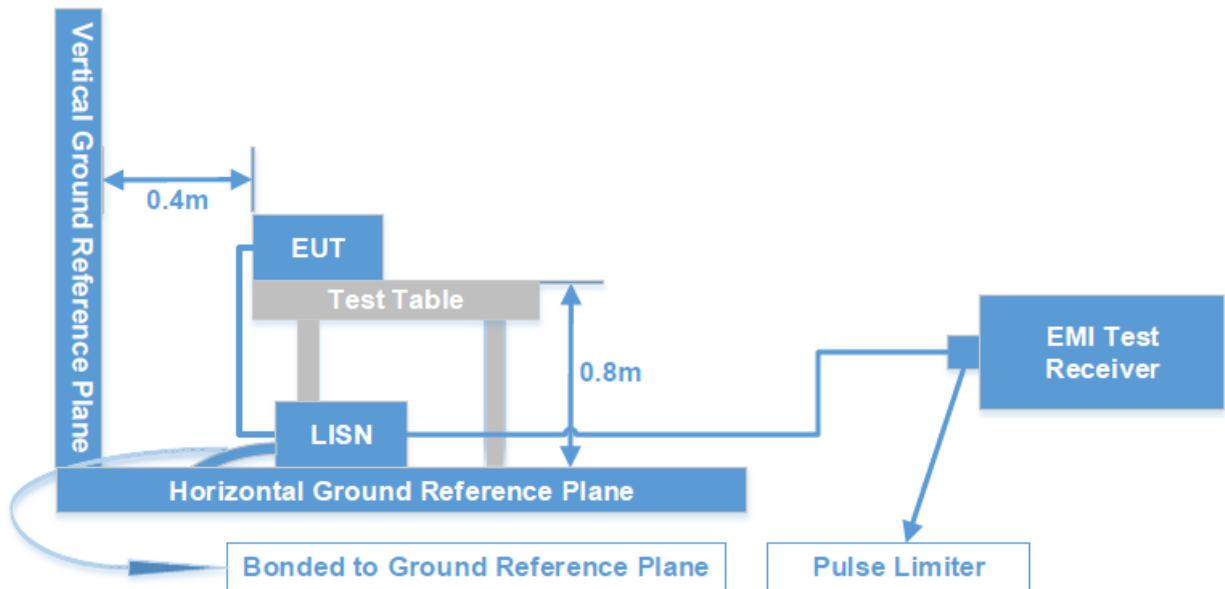 Vertical Ground Reference Plane
0.4m
EUT
Test Table
0.8m
EMI Test
Receiver
LISN
Horizontal Ground Reference Plane
Bonded to Ground Reference Plane
Pulse Limiter